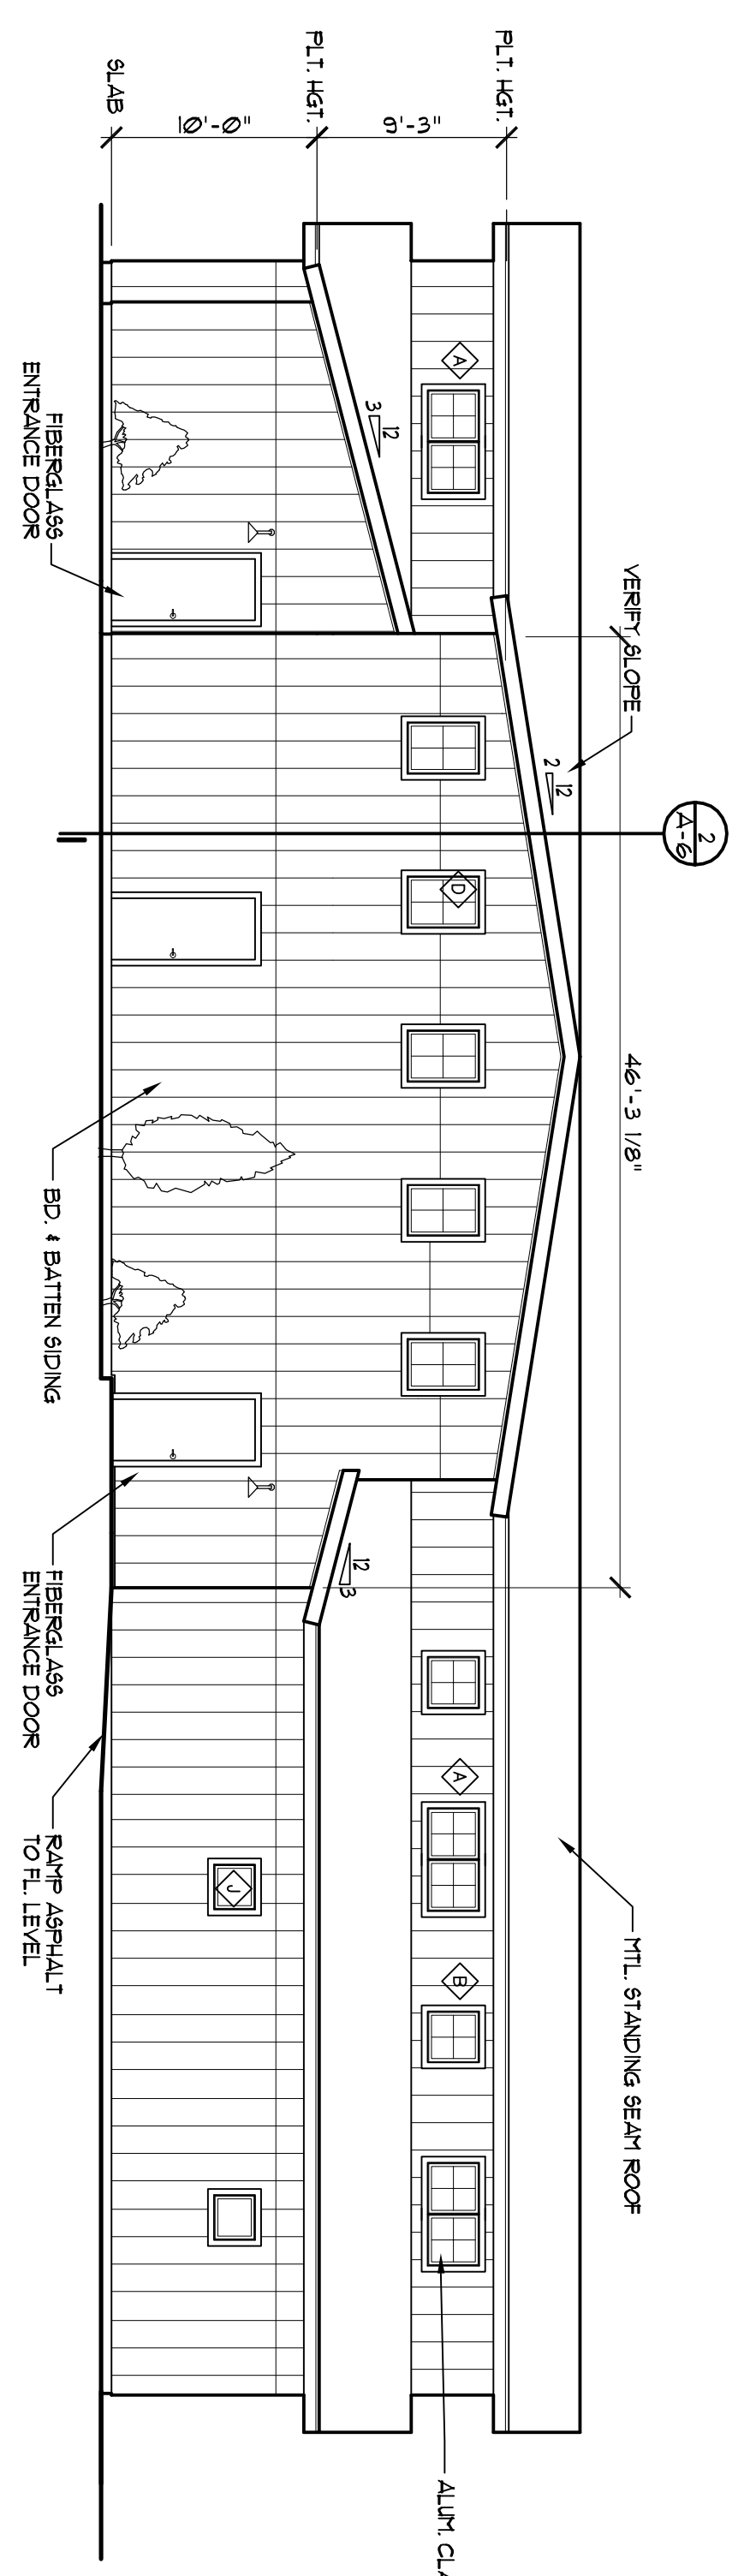 2
A-6
46'-3 1/8"
VERIFY SLOPE
MTL. STANDING SEAM ROOF
PLT. HGT.
9'-3"
PLT. HGT.
10'-0"
SLAB
12
2
A
D
12
3
12
3
A
B
J
ALUM.
FIBERGLASS
ENTRANCE DOOR
BD. & BATTEN SIDING
FIBERGLASS
ENTRANCE DOOR
RAMP ASPHALT
TO FL. LEVEL